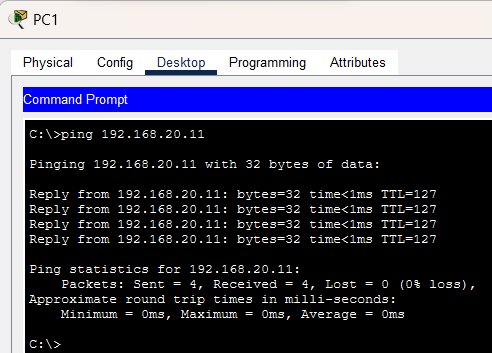 PC1
Physical Config Desktop Programming Attributes
Command Prompt
C:\>ping 192.168.20.11
Pinging 192.168.20.11 with 32 bytes of data:
Reply from 192.168.20.11: bytes=32 time<1ms TTL=127
Reply from 192.168.20.11: bytes=32 time<1ms TTL=127
Reply from 192.168.20.11: bytes=32 time<1ms TTL=127
Reply from 192.168.20.11: bytes=32 time<1ms TTL=127
Ping statistics for 192.168.20.11:
Packets: Sent = 4, Received = 4, Lost = 0 (0% loss),
Approximate round trip times in milli-seconds:
Minimum = 0ms, Maximum = 0ms, Average = 0ms
C:\>